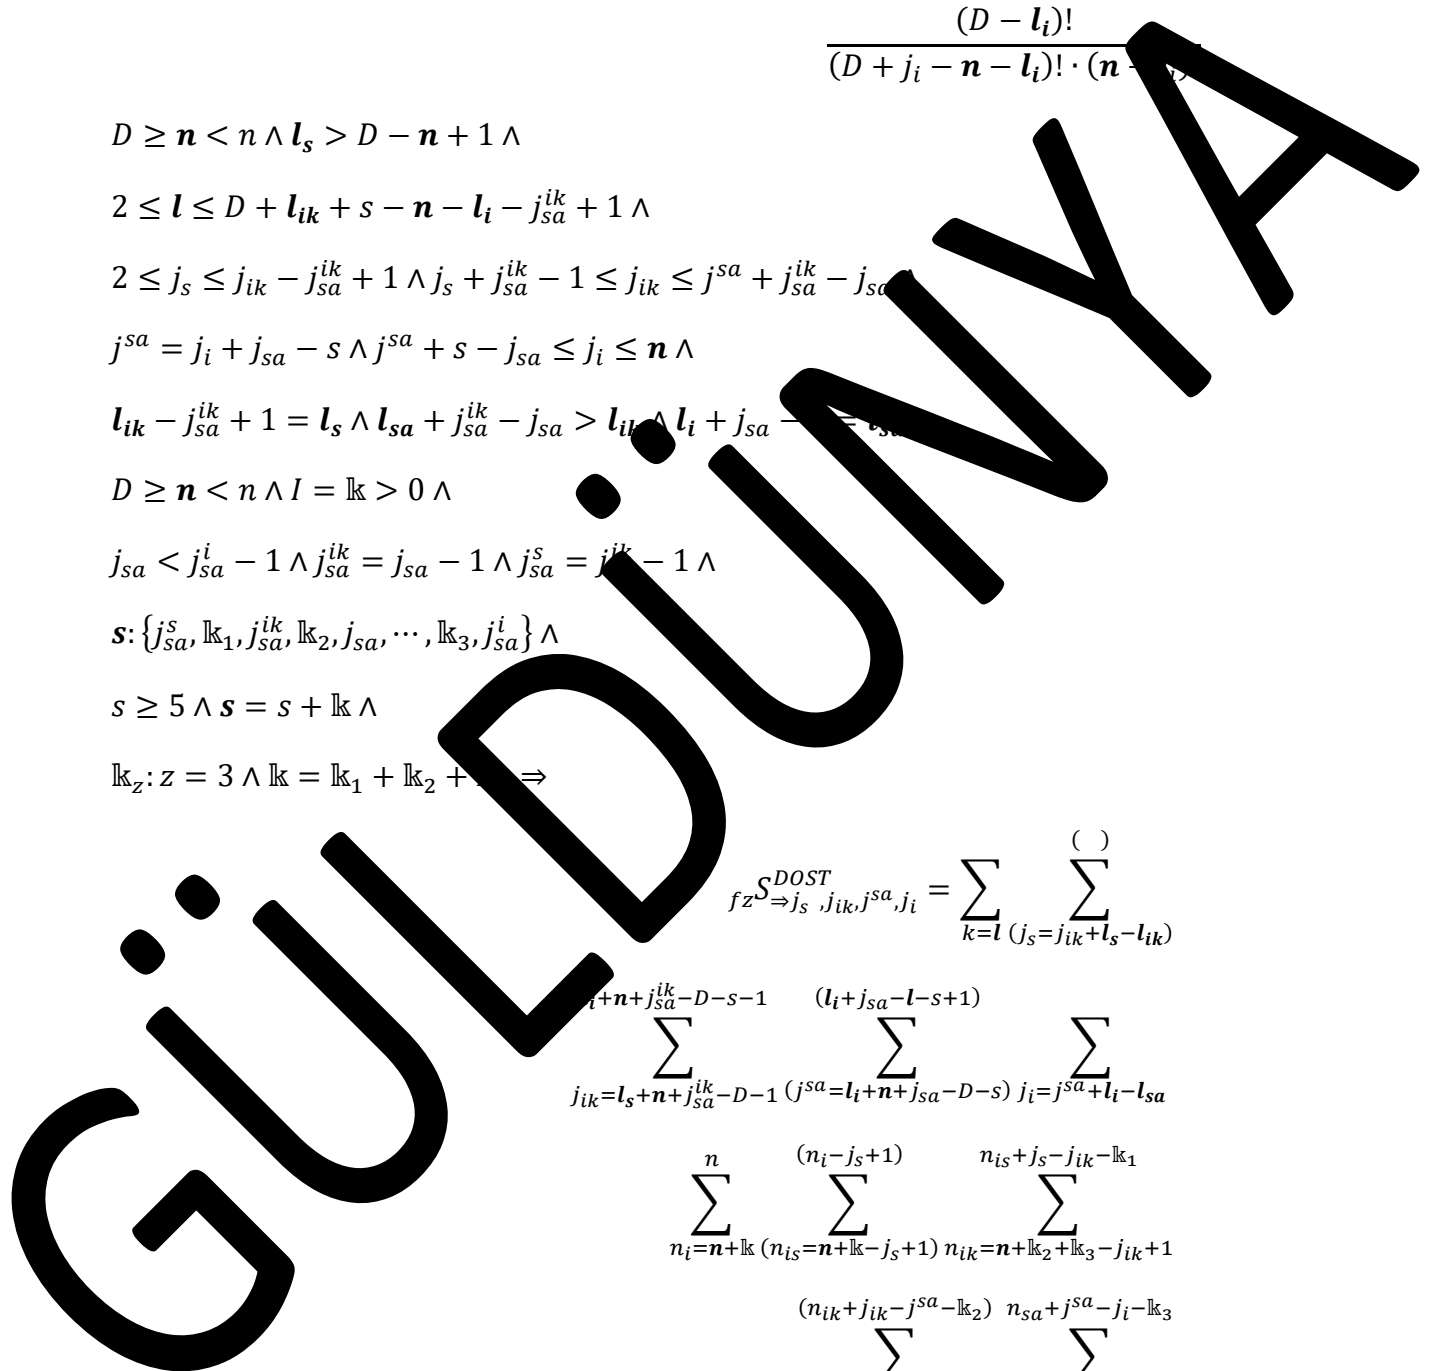 (D − l_i)!
(D + j_i − n − l_i)! · (n −
D ≥ n < n ∧ l_s > D − n + 1 ∧
2 ≤ l ≤ D + l_ik + s − n − l_i − j_sa^ik + 1 ∧
2 ≤ j_s ≤ j_ik − j_sa^ik + 1 ∧ j_s + j_sa^ik − 1 ≤ j_ik ≤ j^sa + j_sa^ik − j_sa ∧
j^sa = j_i + j_sa − s ∧ j^sa + s − j_sa ≤ j_i ≤ n ∧
l_ik − j_sa^ik + 1 = l_s ∧ l_sa + j_sa^ik − j_sa > l_ik ∧ l_i + j_sa − = l_sa
D ≥ n < n ∧ I = 𝕜 > 0 ∧
j_sa < j_sa^i − 1 ∧ j_sa^ik = j_sa − 1 ∧ j_sa^s = j^ik − 1 ∧
s: {j_sa^s, 𝕜_1, j_sa^ik, 𝕜_2, j_sa, ⋯ , 𝕜_3, j_sa^i} ∧
s ≥ 5 ∧ s = s + 𝕜 ∧
𝕜_z: z = 3 ∧ 𝕜 = 𝕜_1 + 𝕜_2 + ⇒
( )
fzS^DOST_⇒j_s ,j_ik,j^sa,j_i = ∑ ∑
k=l (j_s=j_ik+l_s−l_ik)
i+n+j_sa^ik−D−s−1 (l_i+j_sa−l−s+1)
∑ ∑ ∑
j_ik=l_s+n+j_sa^ik−D−1 (j^sa=l_i+n+j_sa−D−s) j_i=j^sa+l_i−l_sa
n (n_i−j_s+1) n_is+j_s−j_ik−𝕜_1
∑ ∑ ∑
n_i=n+𝕜 (n_is=n+𝕜−j_s+1) n_ik=n+𝕜_2+𝕜_3−j_ik+1
(n_ik+j_ik−j^sa−𝕜_2) n_sa+j^sa−j_i−𝕜_3
∑ ∑
GÜLDÜNYA